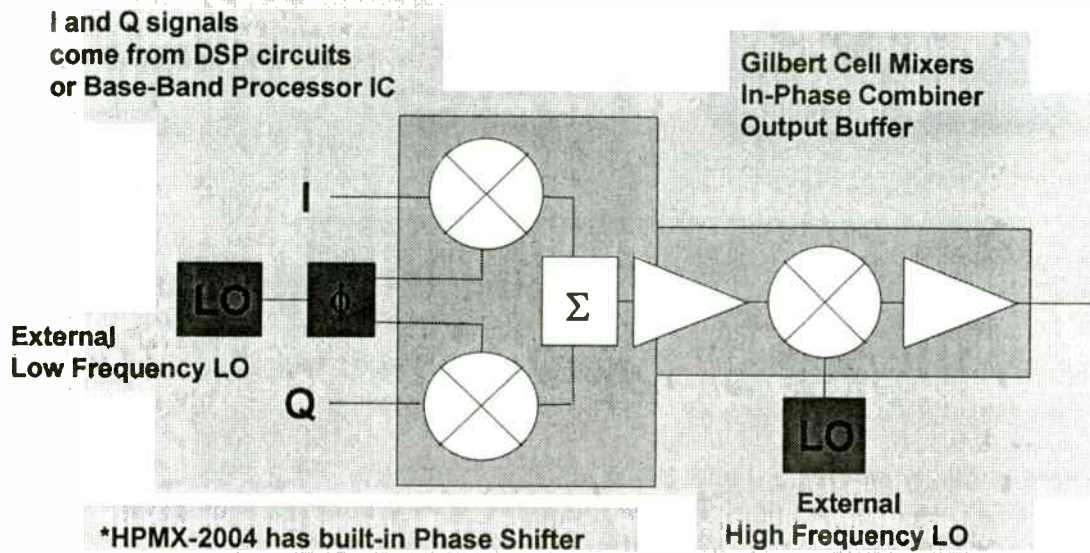 I and Q signals
come from DSP circuits
or Base-Band Processor IC
Gilbert Cell Mixers
In-Phase Combiner
Output Buffer
I
LO
ϕ
Σ
External
Low Frequency LO
Q
LO
External
High Frequency LO
*HPMX-2004 has built-in Phase Shifter